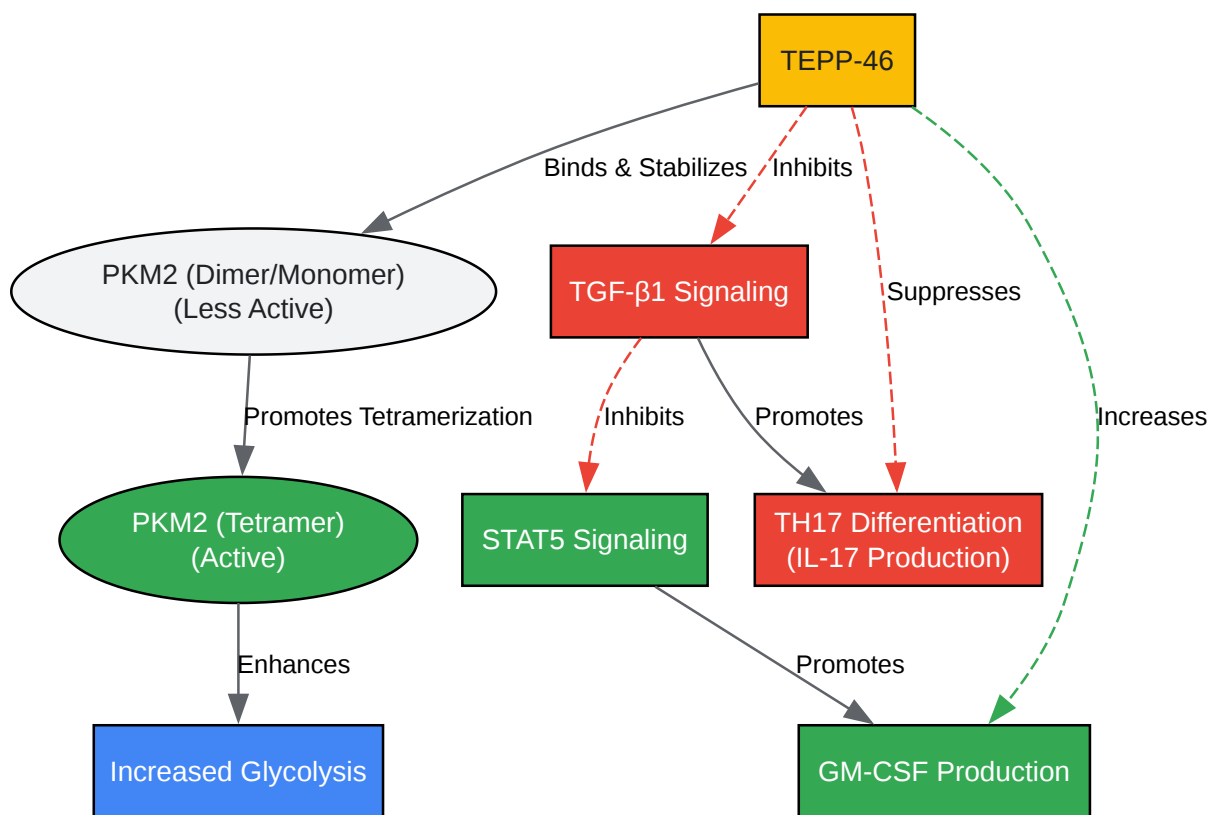 TEPP-46
Binds & Stabilizes
Inhibits
PKM2 (Dimer/Monomer)
(Less Active)
TGF-β1 Signaling
Suppresses
Promotes Tetramerization
Inhibits
Promotes
Increases
PKM2 (Tetramer)
(Active)
STAT5 Signaling
TH17 Differentiation
(IL-17 Production)
Enhances
Promotes
Increased Glycolysis
GM-CSF Production